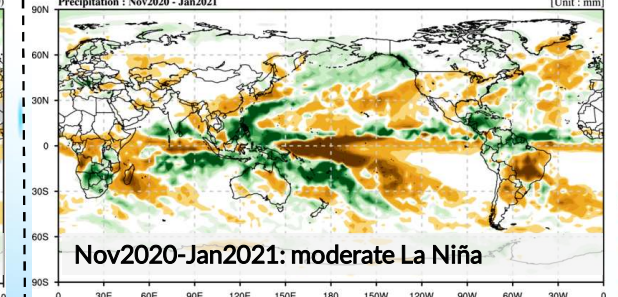 Precipitation : Nov2020 - Jan2021
[Unit : mm]
90N
60N
30N
0
30S
60S
90S
Nov2020-Jan2021: moderate La Niña
0 30E 60E 90E 120E 150E 180 150W 120W 90W 60W 30W 0